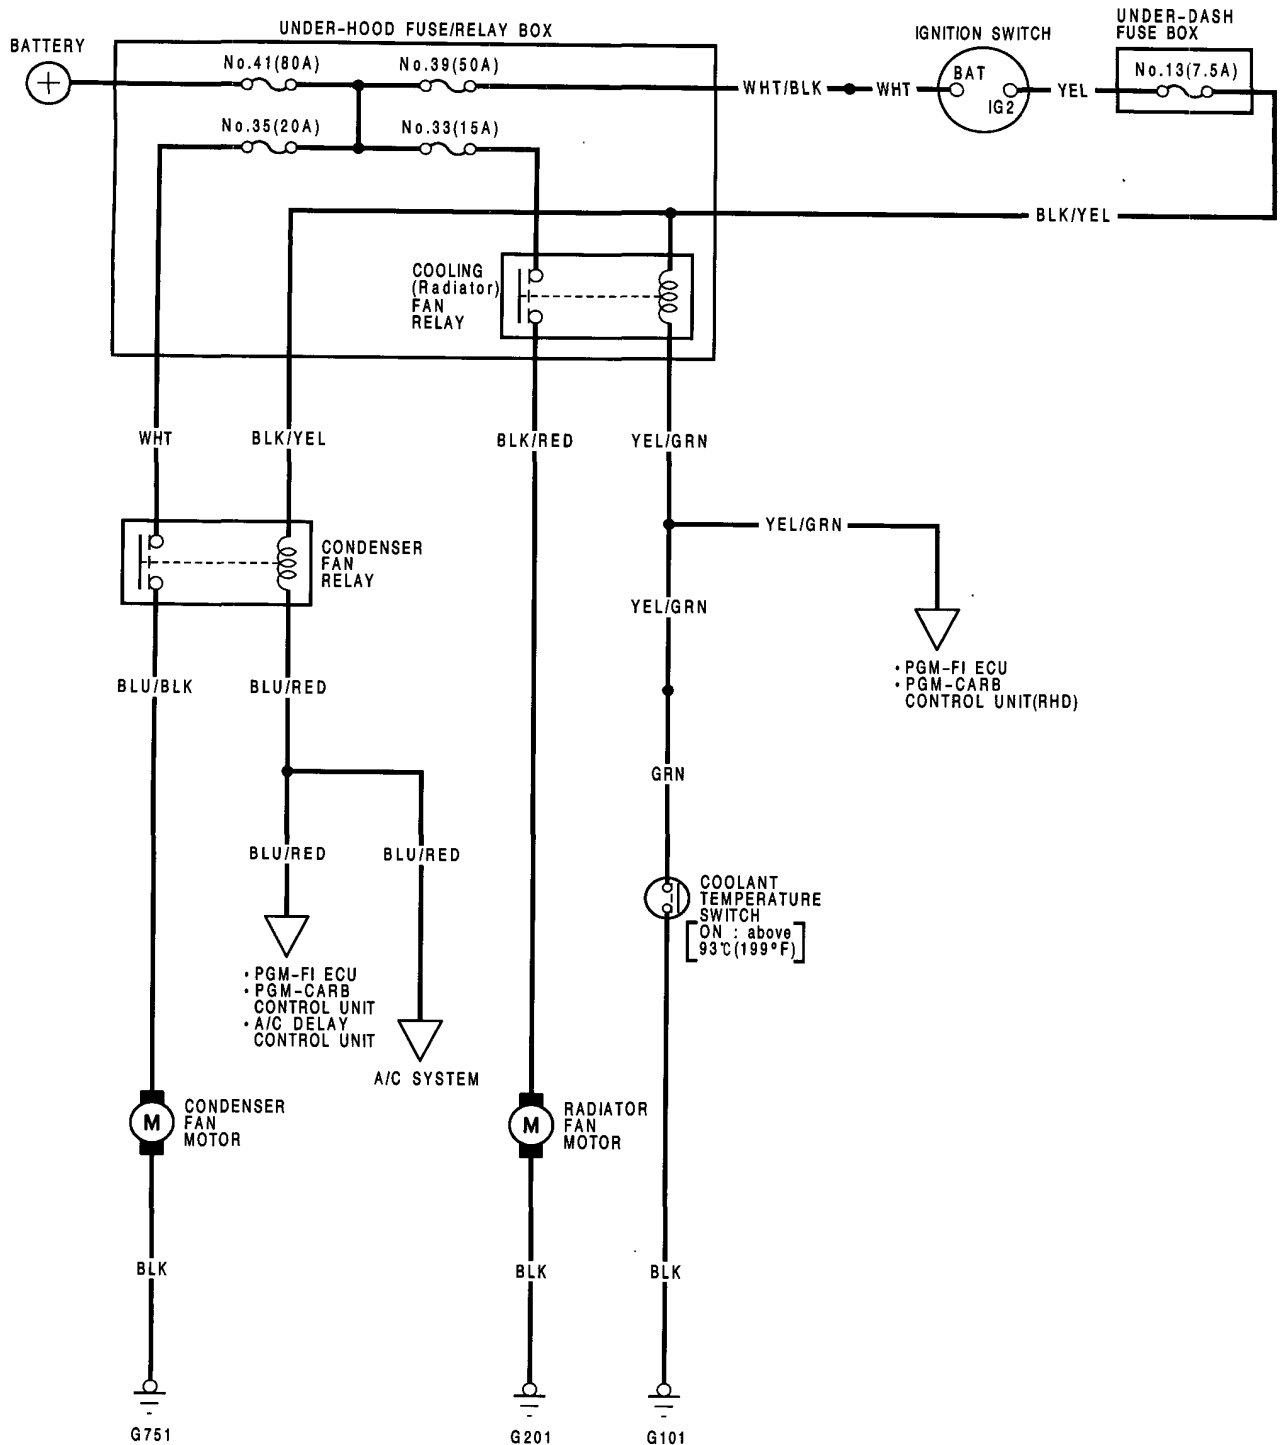 UNDER-HOOD FUSE/RELAY BOX
BATTERY
IGNITION SWITCH
UNDER-DASH
FUSE BOX
+
No.41(80A)
No.39(50A)
WHT/BLK
WHT
BAT
IG2
YEL
No.13(7.5A)
No.35(20A)
No.33(15A)
BLK/YEL
COOLING
(Radiator)
FAN
RELAY
WHT
BLK/YEL
BLK/RED
YEL/GRN
YEL/GRN
CONDENSER
FAN
RELAY
YEL/GRN
• PGM-FI ECU
• PGM-CARB
CONTROL UNIT(RHD)
BLU/BLK
BLU/RED
GRN
BLU/RED
BLU/RED
COOLANT
TEMPERATURE
SWITCH
[ON : above
93℃(199°F)]
• PGM-FI ECU
• PGM-CARB
CONTROL UNIT
• A/C DELAY
CONTROL UNIT
A/C SYSTEM
M
CONDENSER
FAN
MOTOR
M
RADIATOR
FAN
MOTOR
BLK
BLK
BLK
G751
G201
G101